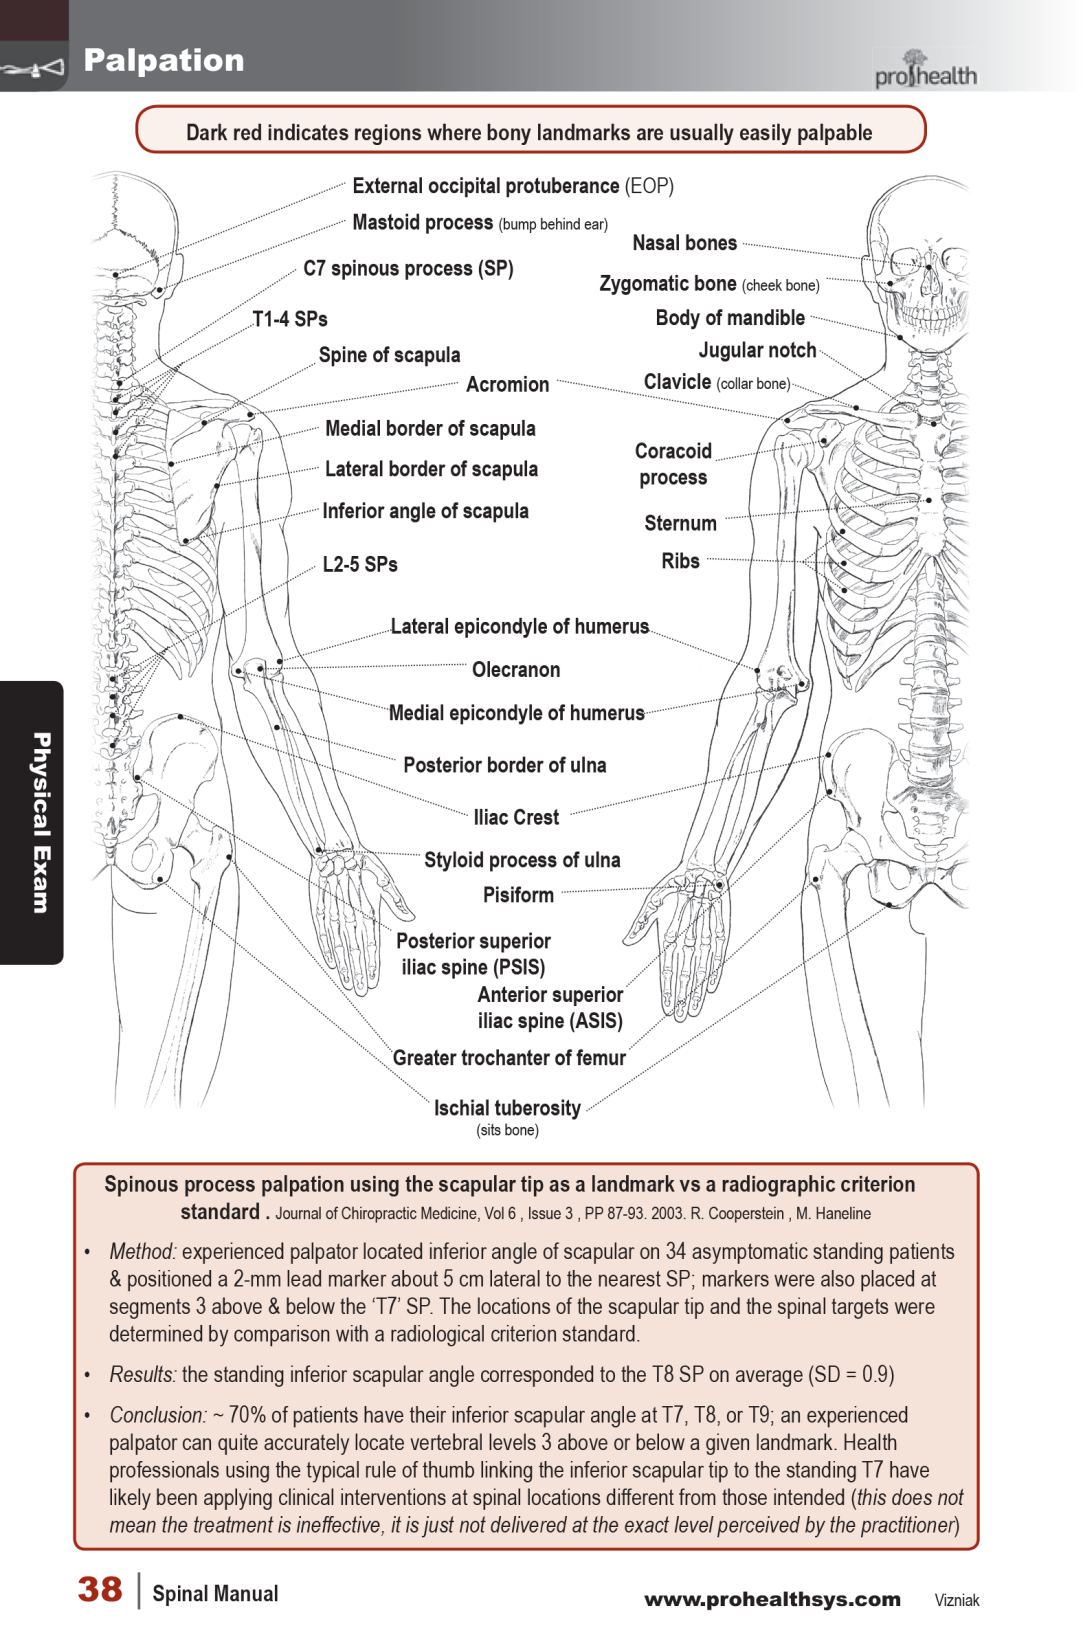 Palpation
prohealth
Dark red indicates regions where bony landmarks are usually easily palpable
External occipital protuberance (EOP)
Mastoid process (bump behind ear)
Nasal bones
C7 spinous process (SP)
Zygomatic bone (cheek bone)
T1-4 SPs
Body of mandible
Spine of scapula
Jugular notch
Acromion
Clavicle (collar bone)
Medial border of scapula
Coracoid
process
Lateral border of scapula
Inferior angle of scapula
Sternum
L2-5 SPs
Ribs
Lateral epicondyle of humerus
Olecranon
Medial epicondyle of humerus
Posterior border of ulna
Iliac Crest
Styloid process of ulna
Pisiform
Posterior superior
iliac spine (PSIS)
Anterior superior
iliac spine (ASIS)
Greater trochanter of femur
Ischial tuberosity
(sits bone)
Physical Exam
Spinous process palpation using the scapular tip as a landmark vs a radiographic criterion
standard . Journal of Chiropractic Medicine, Vol 6 , Issue 3 , PP 87-93. 2003. R. Cooperstein , M. Haneline
• Method: experienced palpator located inferior angle of scapular on 34 asymptomatic standing patients
& positioned a 2-mm lead marker about 5 cm lateral to the nearest SP; markers were also placed at
segments 3 above & below the ‘T7’ SP. The locations of the scapular tip and the spinal targets were
determined by comparison with a radiological criterion standard.
• Results: the standing inferior scapular angle corresponded to the T8 SP on average (SD = 0.9)
• Conclusion: ~ 70% of patients have their inferior scapular angle at T7, T8, or T9; an experienced
palpator can quite accurately locate vertebral levels 3 above or below a given landmark. Health
professionals using the typical rule of thumb linking the inferior scapular tip to the standing T7 have
likely been applying clinical interventions at spinal locations different from those intended (this does not
mean the treatment is ineffective, it is just not delivered at the exact level perceived by the practitioner)
38 Spinal Manual
www.prohealthsys.com Vizniak